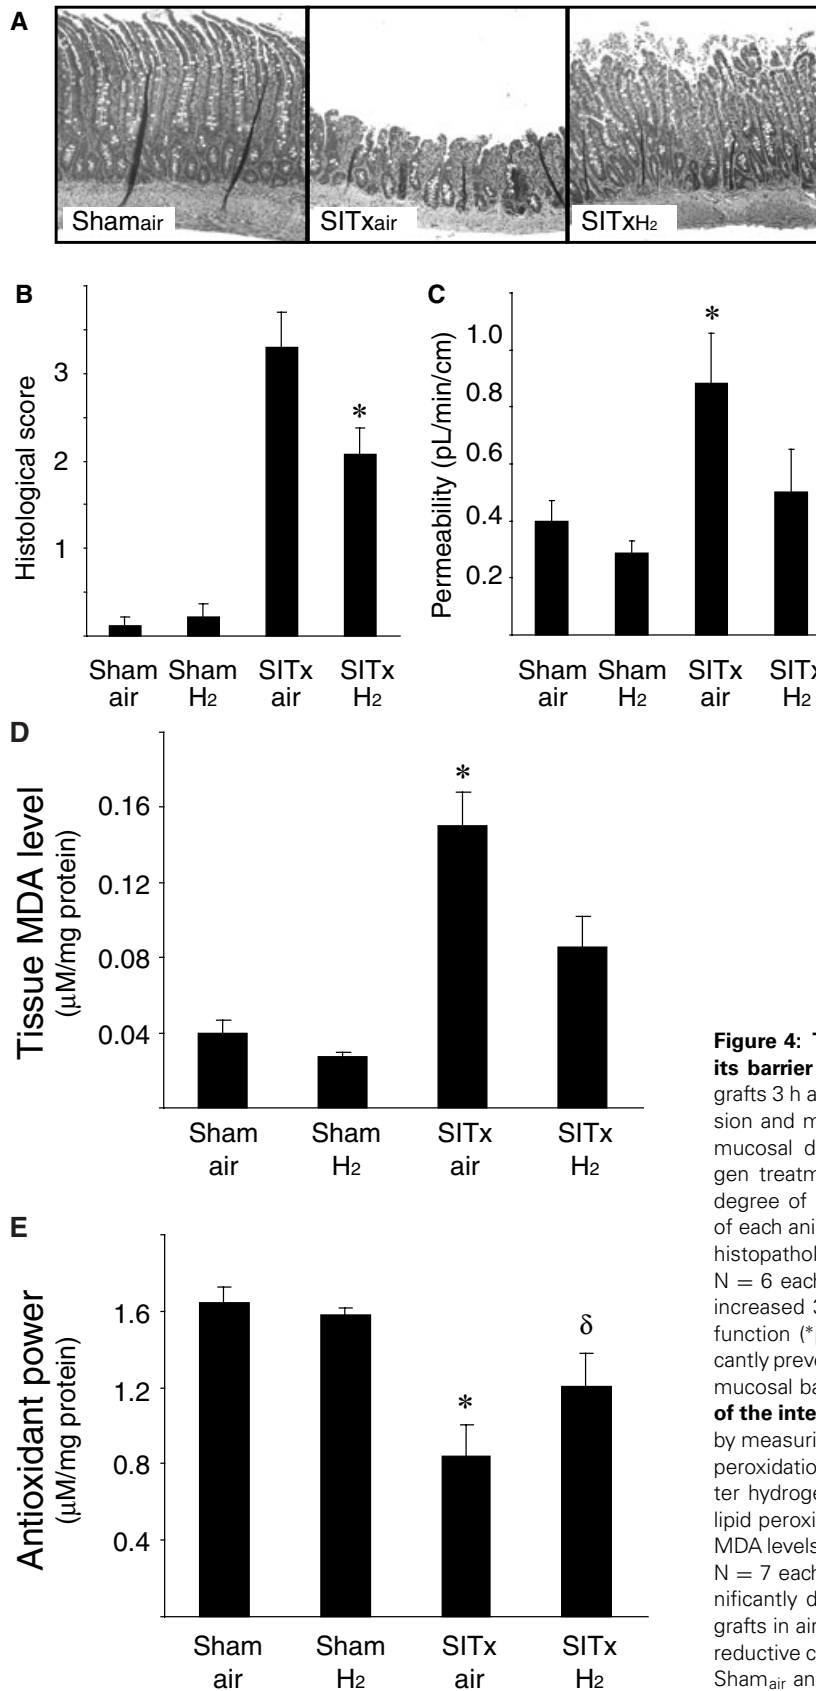 A
Shamair
SITxair
SITxH2
B
Histological score
3
2
1
*
Sham air
Sham H2
SITx air
SITx H2
C
Permeability (pL/min/cm)
1.0
0.8
0.6
0.4
0.2
*
Sham air
Sham H2
SITx air
SITx H2
D
Tissue MDA level
(μM/mg protein)
0.16
0.12
0.08
0.04
*
Sham air
Sham H2
SITx air
SITx H2
E
Antioxidant power
(μM/mg protein)
1.6
1.2
0.8
0.4
*
δ
Sham air
Sham H2
SITx air
SITx H2
Figure 4:
its barrier
grafts 3 h a
sion and m
mucosal d
gen treatm
degree of
of each ani
histopathol
N = 6 each
increased 3
function (*
cantly preve
mucosal ba
of the inte
by measuri
peroxidation
ter hydroge
lipid peroxi
MDA levels
N = 7 each
nificantly d
grafts in air
reductive c
Shamair an